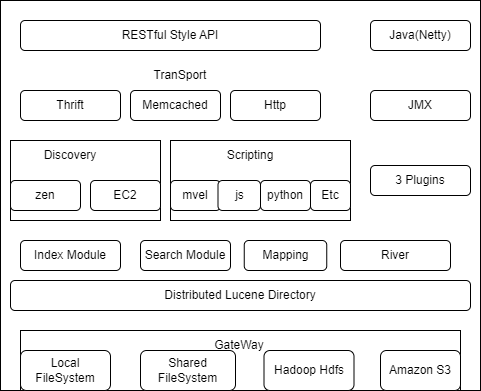 RESTful Style API
Java(Netty)
TranSport
Thrift
Memcached
Http
JMX
Discovery
Scripting
zen
EC2
mvel
js
python
Etc
3 Plugins
Index Module
Search Module
Mapping
River
Distributed Lucene Directory
GateWay
Local
FileSystem
Shared
FileSystem
Hadoop Hdfs
Amazon S3